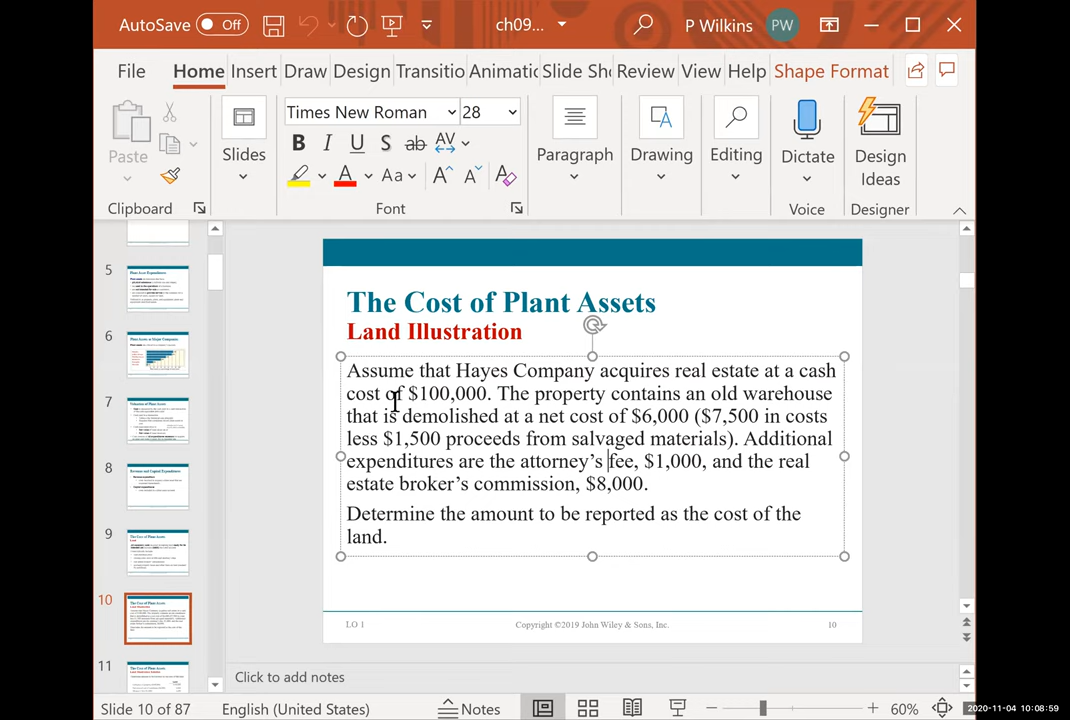 AutoSave Off ch09... P Wilkins PW
File Home Insert Draw Design Transitio Animatic Slide Sh Review View Help Shape Format
Times New Roman 28
Paste Slides B I U S ab AV Paragraph Drawing Editing Dictate Design Ideas
A Aa A A A
Clipboard Font Voice Designer
5
6
7
8
9
10
11
The Cost of Plant Assets
Land Illustration
Assume that Hayes Company acquires real estate at a cash
cost of $100,000. The property contains an old warehouse
that is demolished at a net cost of $6,000 ($7,500 in costs
less $1,500 proceeds from salvaged materials). Additional
expenditures are the attorney’s fee, $1,000, and the real
estate broker’s commission, $8,000.
Determine the amount to be reported as the cost of the
land.
LO 1 Copyright ©2019 John Wiley & Sons, Inc. 10
Click to add notes
Slide 10 of 87 English (United States) Notes 60%
2020-11-04 10:08:59